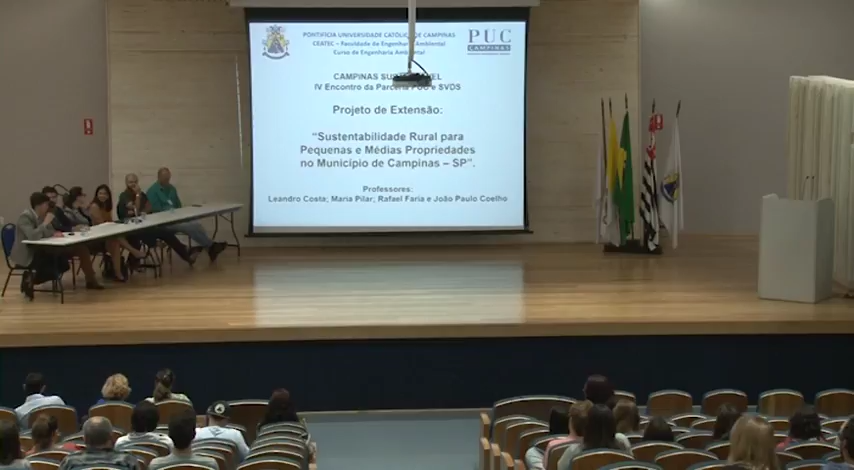 PONTIFÍCIA UNIVERSIDADE CATÓLICA DE CAMPINAS
CEATEC – Faculdade de Engenharia Ambiental
Curso de Engenharia Ambiental
PUC
CAMPINAS
CAMPINAS
IV Encontro da Parceria PUC e SVDS
Projeto de Extensão:
“Sustentabilidade Rural para
Pequenas e Médias Propriedades
no Município de Campinas – SP”.
Professores:
Leandro Costa; Maria Pilar; Rafael Faria e João Paulo Coelho